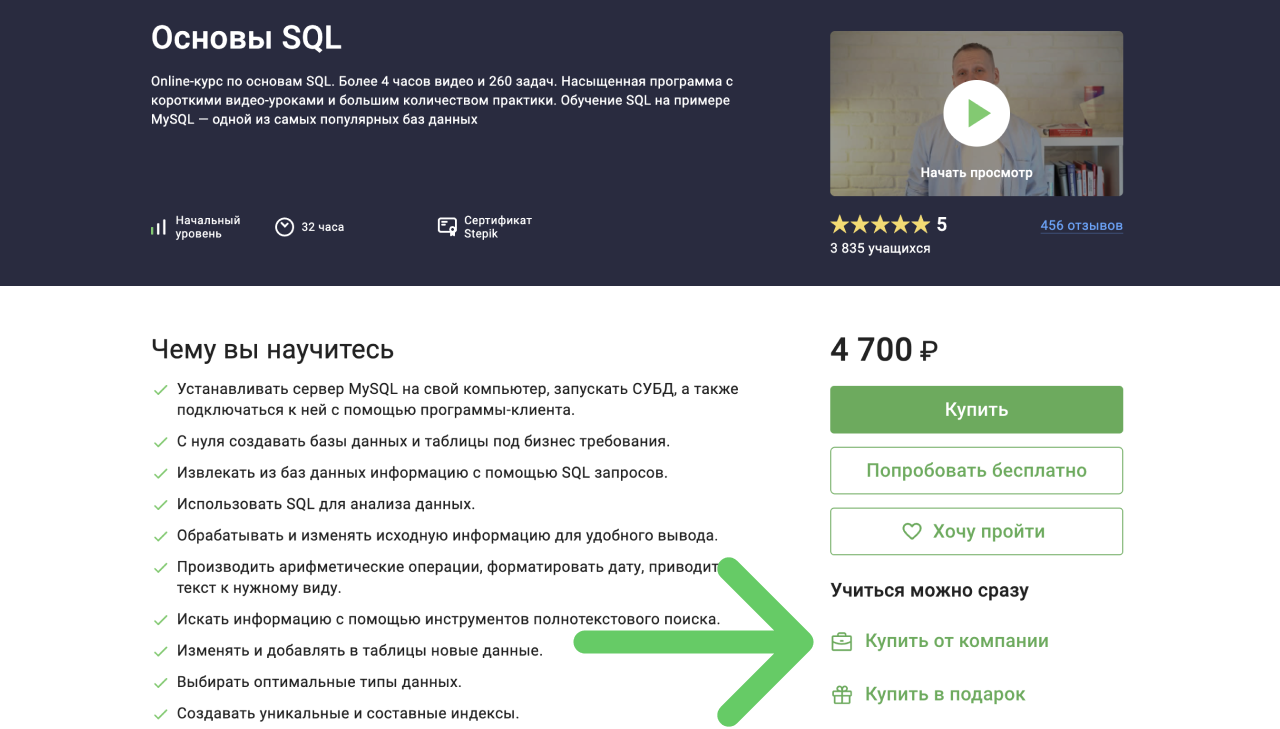 Основы SQL
Online-курс по основам SQL. Более 4 часов видео и 260 задач. Насыщенная программа с
короткими видео-уроками и большим количеством практики. Обучение SQL на примере
MySQL — одной из самых популярных баз данных
Начальный
уровень
32 часа
Сертификат
Stepik
Начать просмотр
5
456 отзывов
3 835 учащихся
Чему вы научитесь
Устанавливать сервер MySQL на свой компьютер, запускать СУБД, а также
подключаться к ней с помощью программы-клиента.
С нуля создавать базы данных и таблицы под бизнес требования.
Извлекать из баз данных информацию с помощью SQL запросов.
Использовать SQL для анализа данных.
Обрабатывать и изменять исходную информацию для удобного вывода.
Производить арифметические операции, форматировать дату, приводит
текст к нужному виду.
Искать информацию с помощью инструментов полнотекстового поиска.
Изменять и добавлять в таблицы новые данные.
Выбирать оптимальные типы данных.
Создавать уникальные и составные индексы.
4 700 ₽
Купить
Попробовать бесплатно
Хочу пройти
Учиться можно сразу
Купить от компании
Купить в подарок